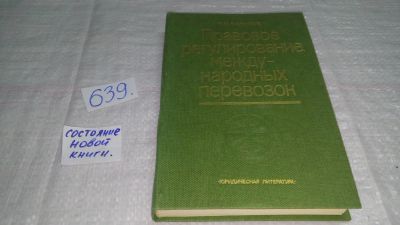 639.
состояние
новой
книги.
Правовое
регулирование
между-
народных
перевозок
«ЮРИДИЧЕСКАЯ ЛИТЕРАТУРА»